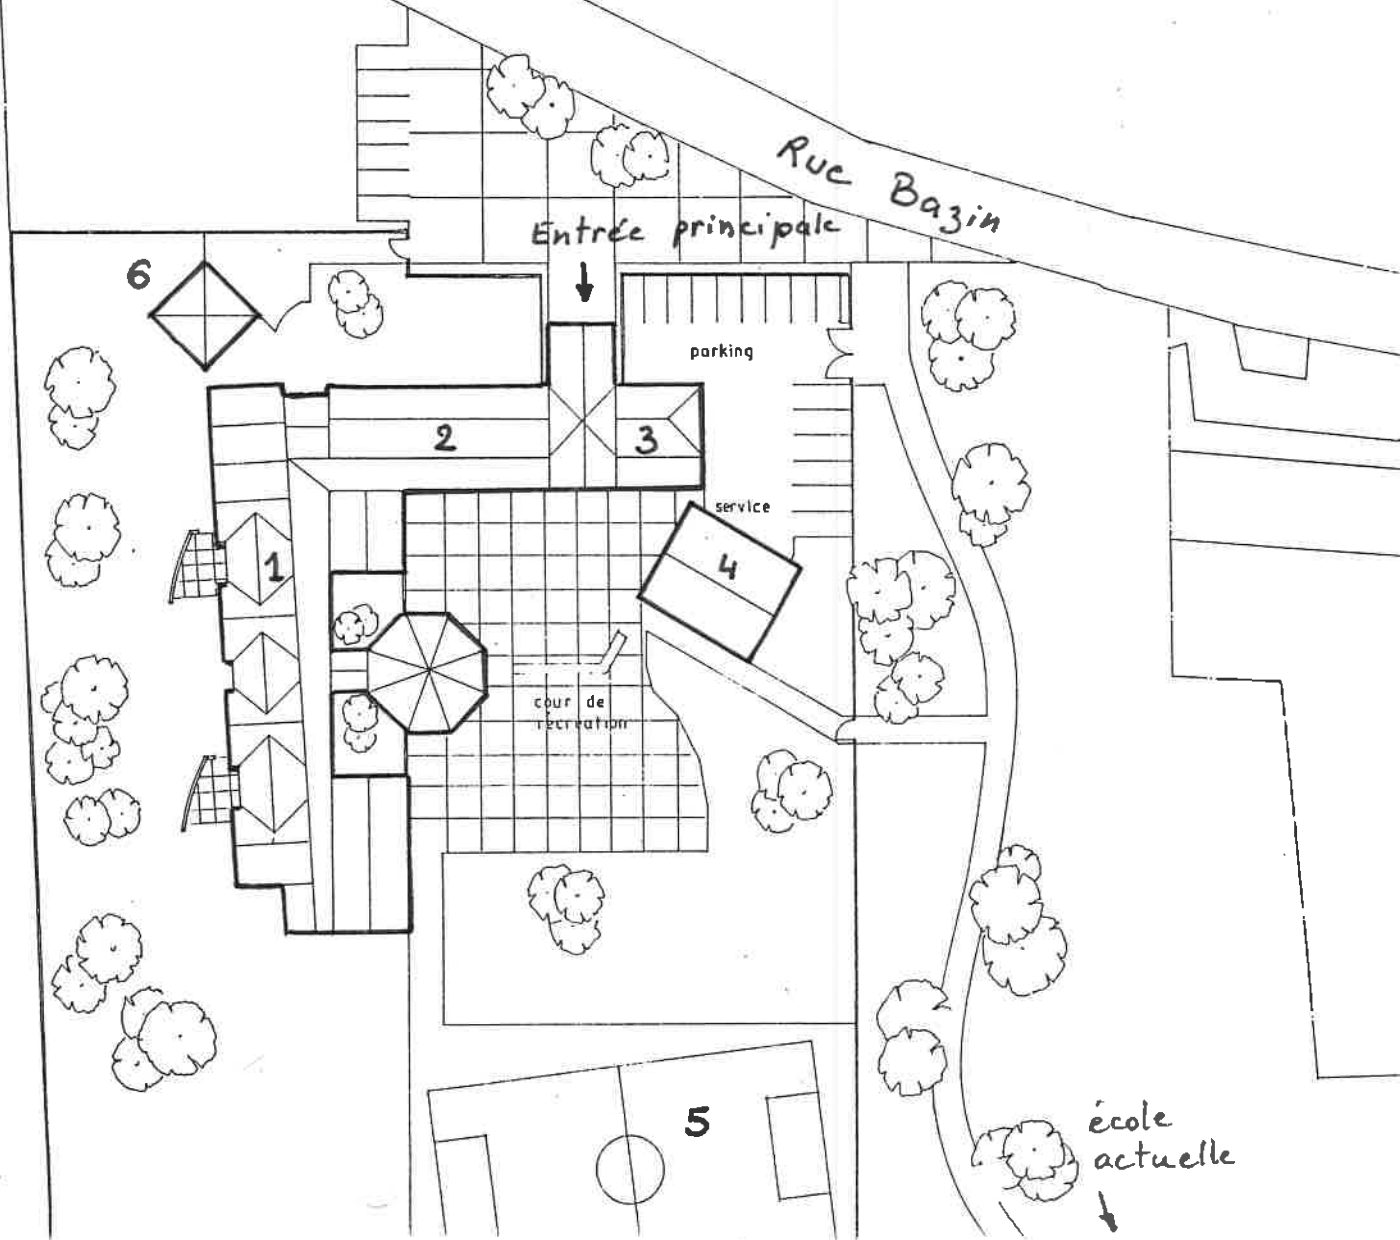 Rue Bazin
Entrée principale
6
parking
2
3
service
1
4
cour de
récréation
5
école
actuelle